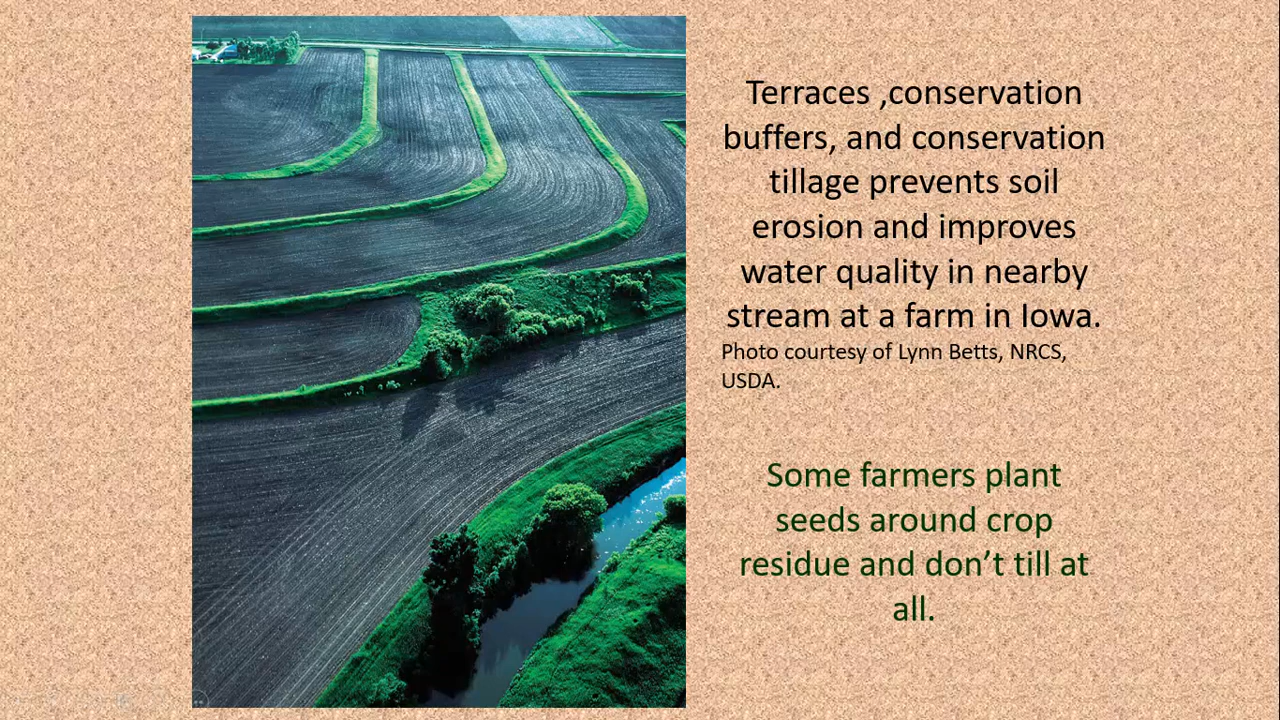 Terraces ,conservation
buffers, and conservation
tillage prevents soil
erosion and improves
water quality in nearby
stream at a farm in Iowa.
Photo courtesy of Lynn Betts, NRCS,
USDA.
Some farmers plant
seeds around crop
residue and don’t till at
all.